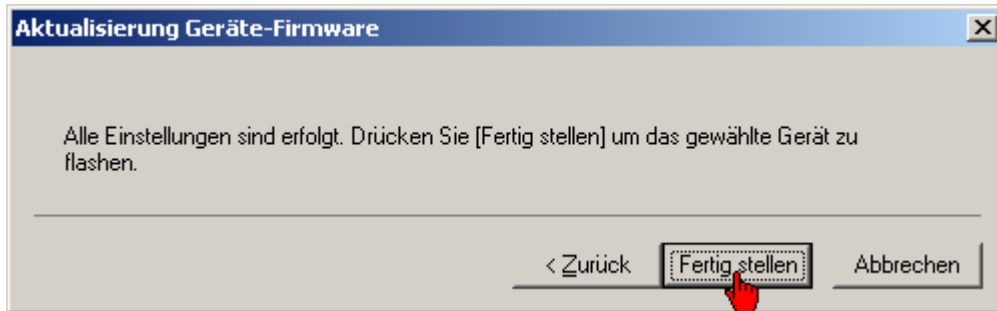 Aktualisierung Geräte-Firmware
Alle Einstellungen sind erfolgt. Drücken Sie [Fertig stellen] um das gewählte Gerät zu
flashen.
< Zurück Fertig stellen Abbrechen